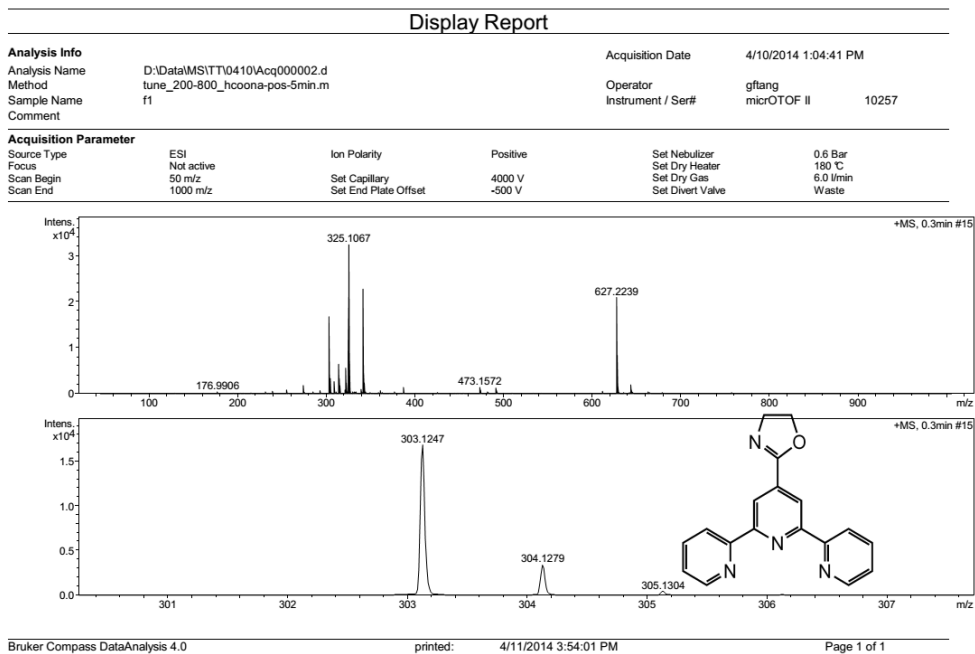 Display Report
Analysis Info
Acquisition Date 4/10/2014 1:04:41 PM
Analysis Name D:\Data\MS\TT\0410\Acq000002.d
Method tune_200-800_hcoona-pos-5min.m Operator gftang
Sample Name f1 Instrument / Ser# micrOTOF II 10257
Comment
Acquisition Parameter
Source Type ESI Ion Polarity Positive Set Nebulizer 0.6 Bar
Focus Not active Set Dry Heater 180 °C
Scan Begin 50 m/z Set Capillary 4000 V Set Dry Gas 6.0 l/min
Scan End 1000 m/z Set End Plate Offset -500 V Set Divert Valve Waste
Intens. +MS, 0.3min #15
x10⁴
325.1067
3
627.2239
2
1
176.9906 473.1572
0
100 200 300 400 500 600 700 800 900 m/z
Intens. +MS, 0.3min #15
x10⁴
303.1247
N O
1.5
1.0
N
0.5
304.1279
N N
305.1304
0.0
301 302 303 304 305 306 307 m/z
Bruker Compass DataAnalysis 4.0 printed: 4/11/2014 3:54:01 PM Page 1 of 1